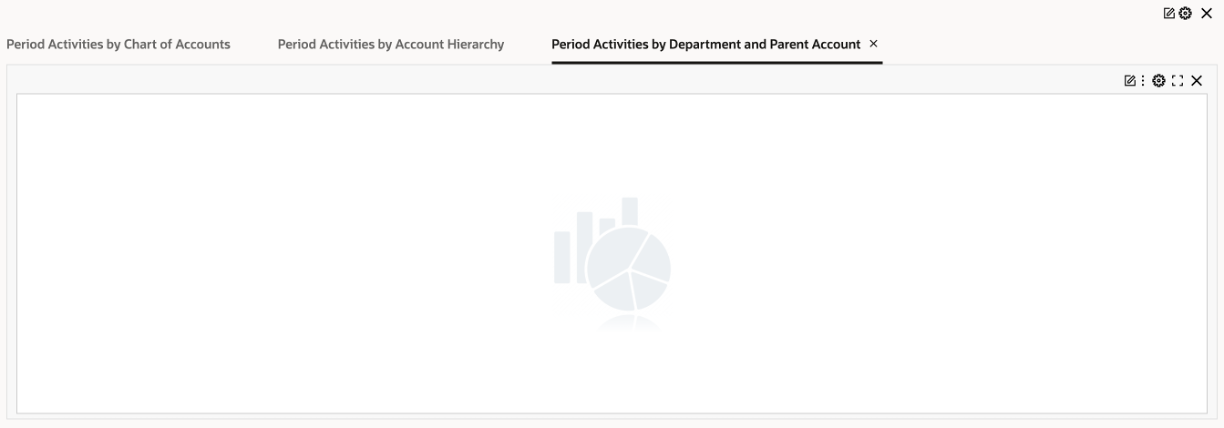 Period Activities by Chart of Accounts
Period Activities by Account Hierarchy
Period Activities by Department and Parent Account